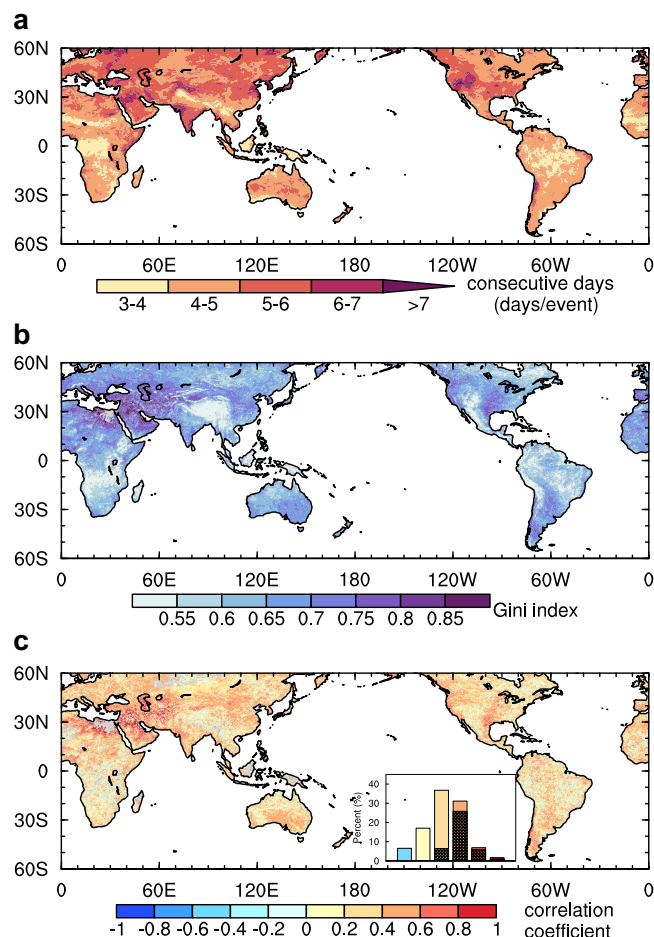 a
60N
30N
0
30S
60S
0 60E 120E 180 120W 60W 0
3-4 4-5 5-6 6-7 >7
consecutive days
(days/event)
b
60N
30N
0
30S
60S
0 60E 120E 180 120W 60W 0
0.55 0.6 0.65 0.7 0.75 0.8 0.85
Gini index
c
60N
30N
0
30S
60S
40
30
20
10
0
Percent (%)
0 60E 120E 180 120W 60W 0
-1 -0.8 -0.6 -0.4 -0.2 0 0.2 0.4 0.6 0.8 1
correlation
coefficient